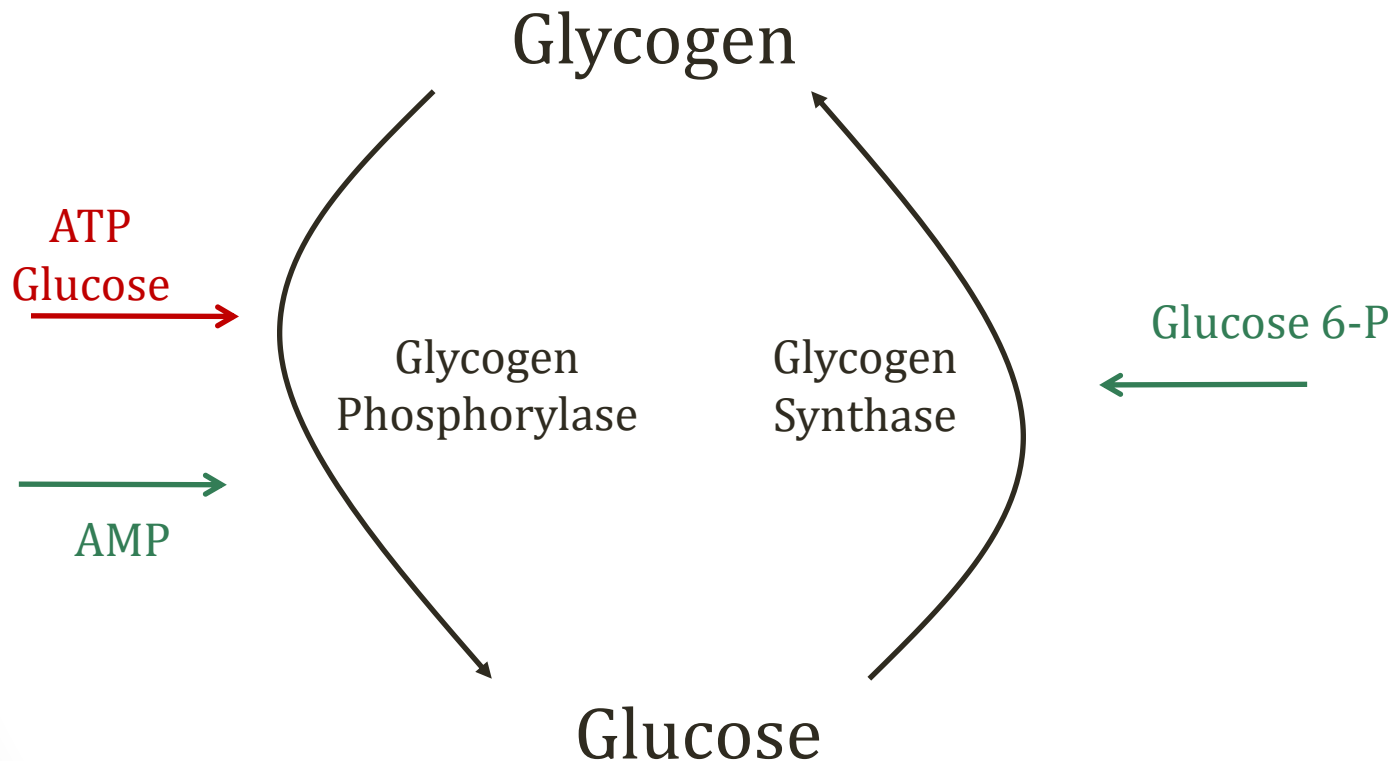 Glycogen
ATP
Glucose
Glucose 6-P
Glycogen
Phosphorylase
Glycogen
Synthase
AMP
Glucose